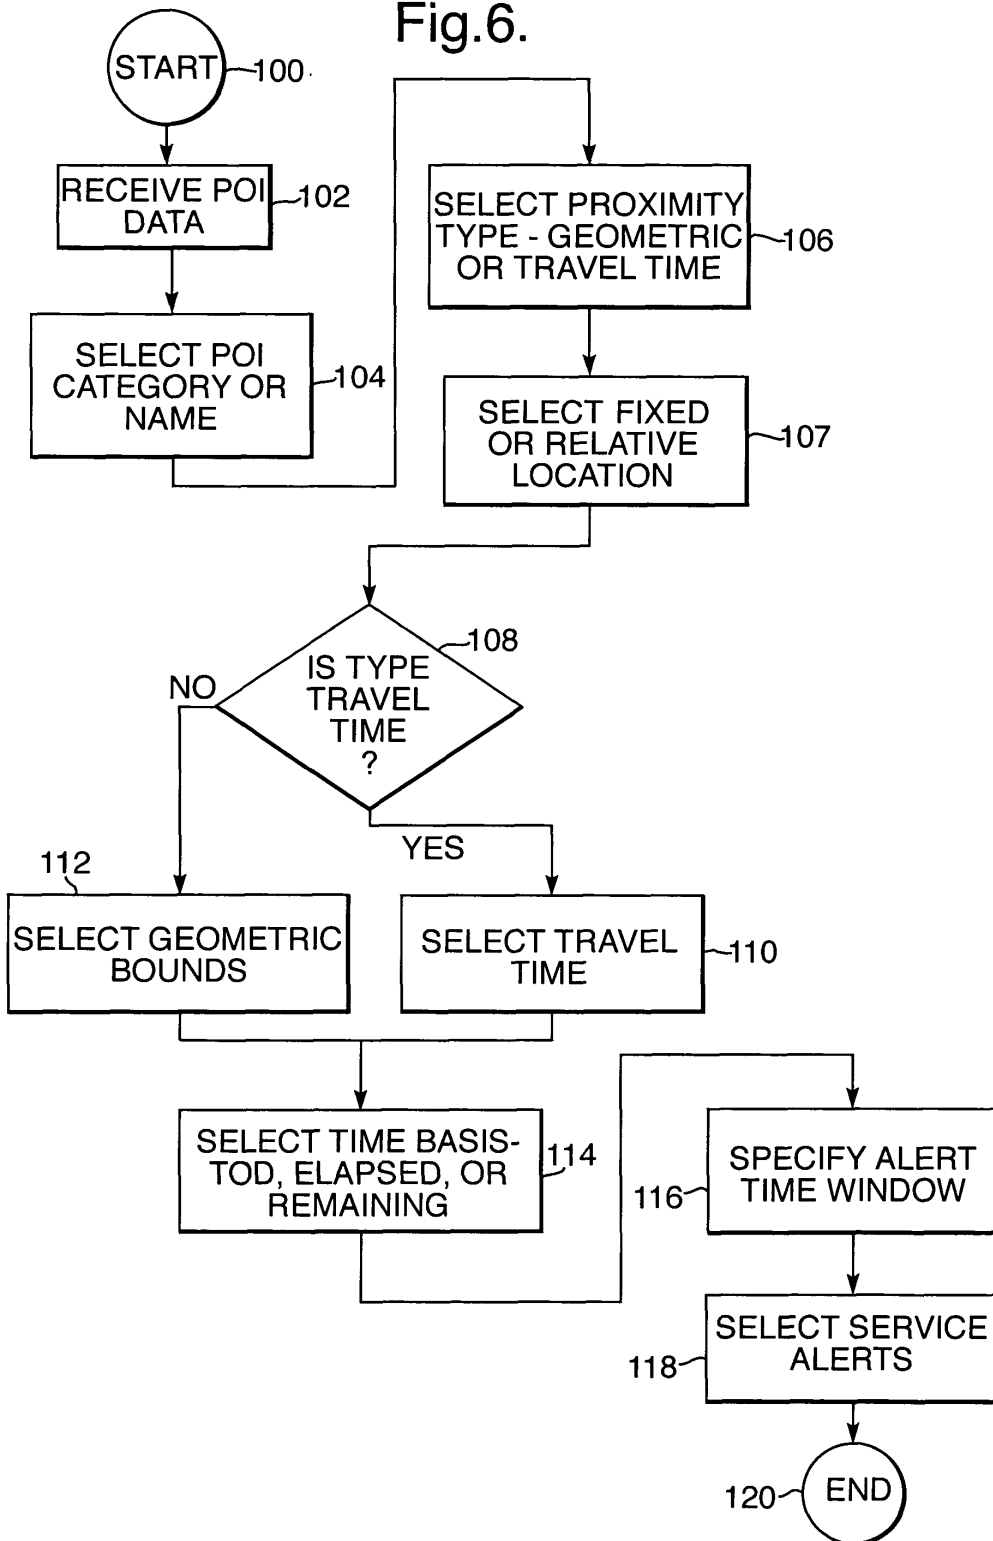 Fig.6.
START
100
RECEIVE POI
DATA
102
SELECT POI
CATEGORY OR
NAME
104
SELECT PROXIMITY
TYPE - GEOMETRIC
OR TRAVEL TIME
106
SELECT FIXED
OR RELATIVE
LOCATION
107
IS TYPE
TRAVEL
TIME
?
108
NO
YES
112
SELECT GEOMETRIC
BOUNDS
SELECT TRAVEL
TIME
110
SELECT TIME BASIS-
TOD, ELAPSED, OR
REMAINING
114
SPECIFY ALERT
TIME WINDOW
116
SELECT SERVICE
ALERTS
118
END
120